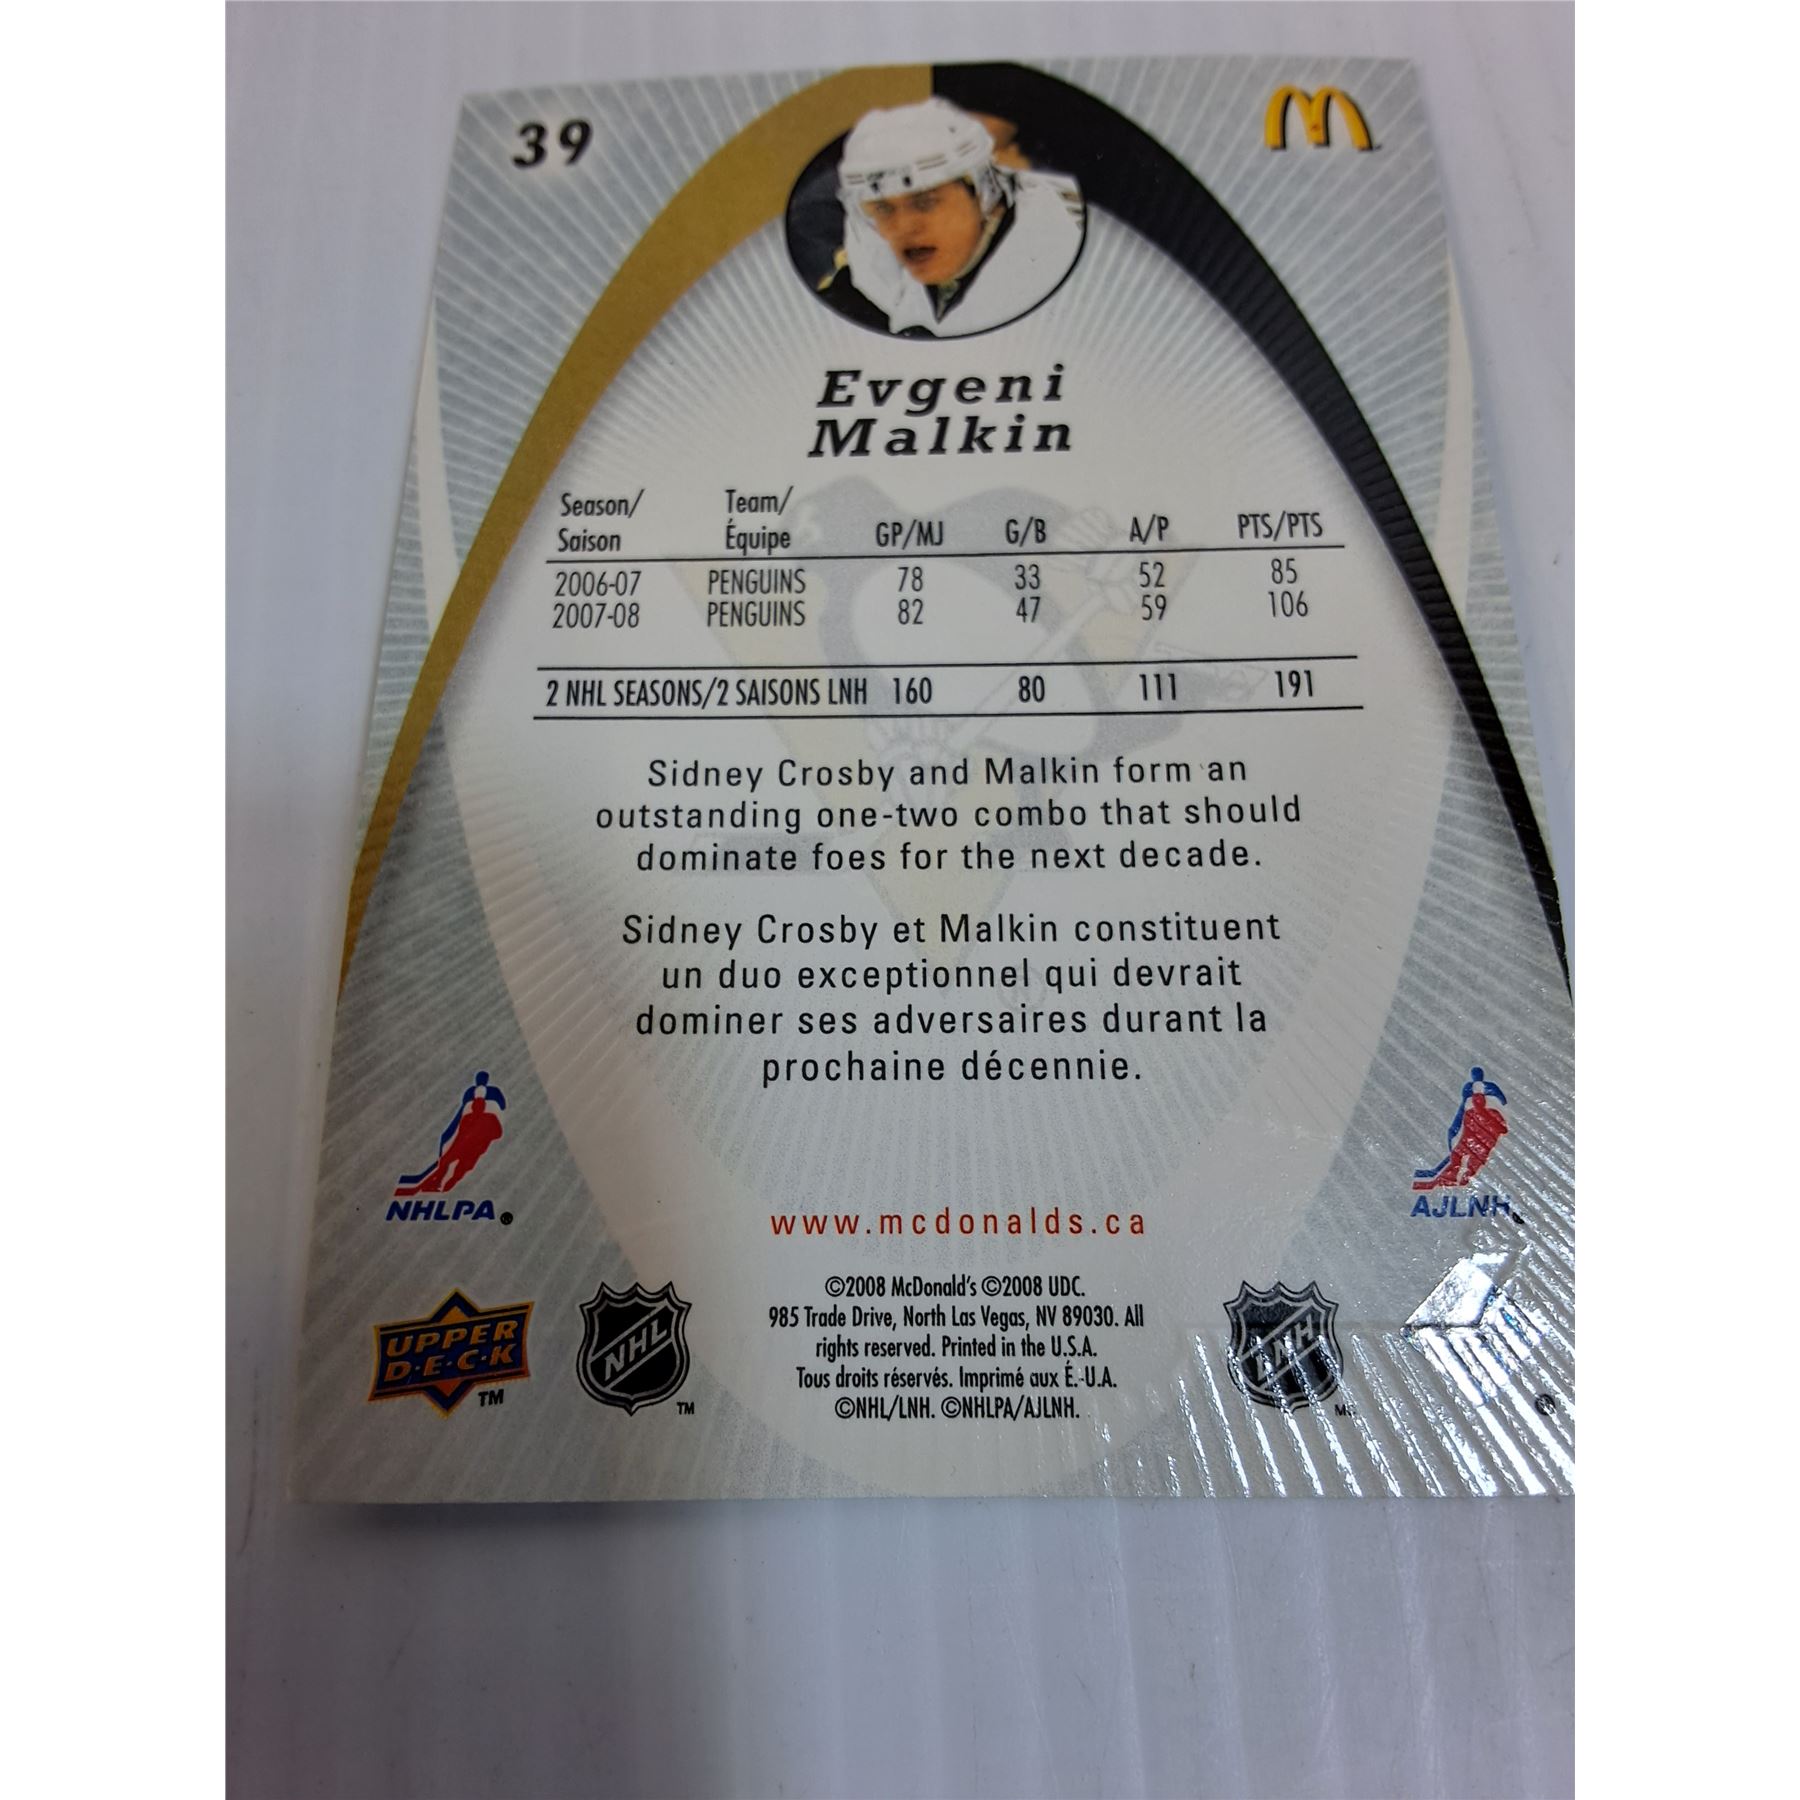 39
Evgeni
Malkin
Season/ Team/
Saison Équipe GP/MJ G/B A/P PTS/PTS
2006-07 PENGUINS 78 33 52 85
2007-08 PENGUINS 82 47 59 106
2 NHL SEASONS/2 SAISONS LNH 160 80 111 191
Sidney Crosby and Malkin form an
outstanding one-two combo that should
dominate foes for the next decade.
Sidney Crosby et Malkin constituent
un duo exceptionnel qui devrait
dominer ses adversaires durant la
prochaine décennie.
NHLPA ®
AJLNH
www.mcdonalds.ca
©2008 McDonald's ©2008 UDC.
985 Trade Drive, North Las Vegas, NV 89030. All
rights reserved. Printed in the U.S.A.
Tous droits réservés. Imprimé aux É.-U.A.
©NHL/LNH. ©NHLPA/AJLNH.
UPPER
D·E·C·K
TM
NHL
TM
LNH